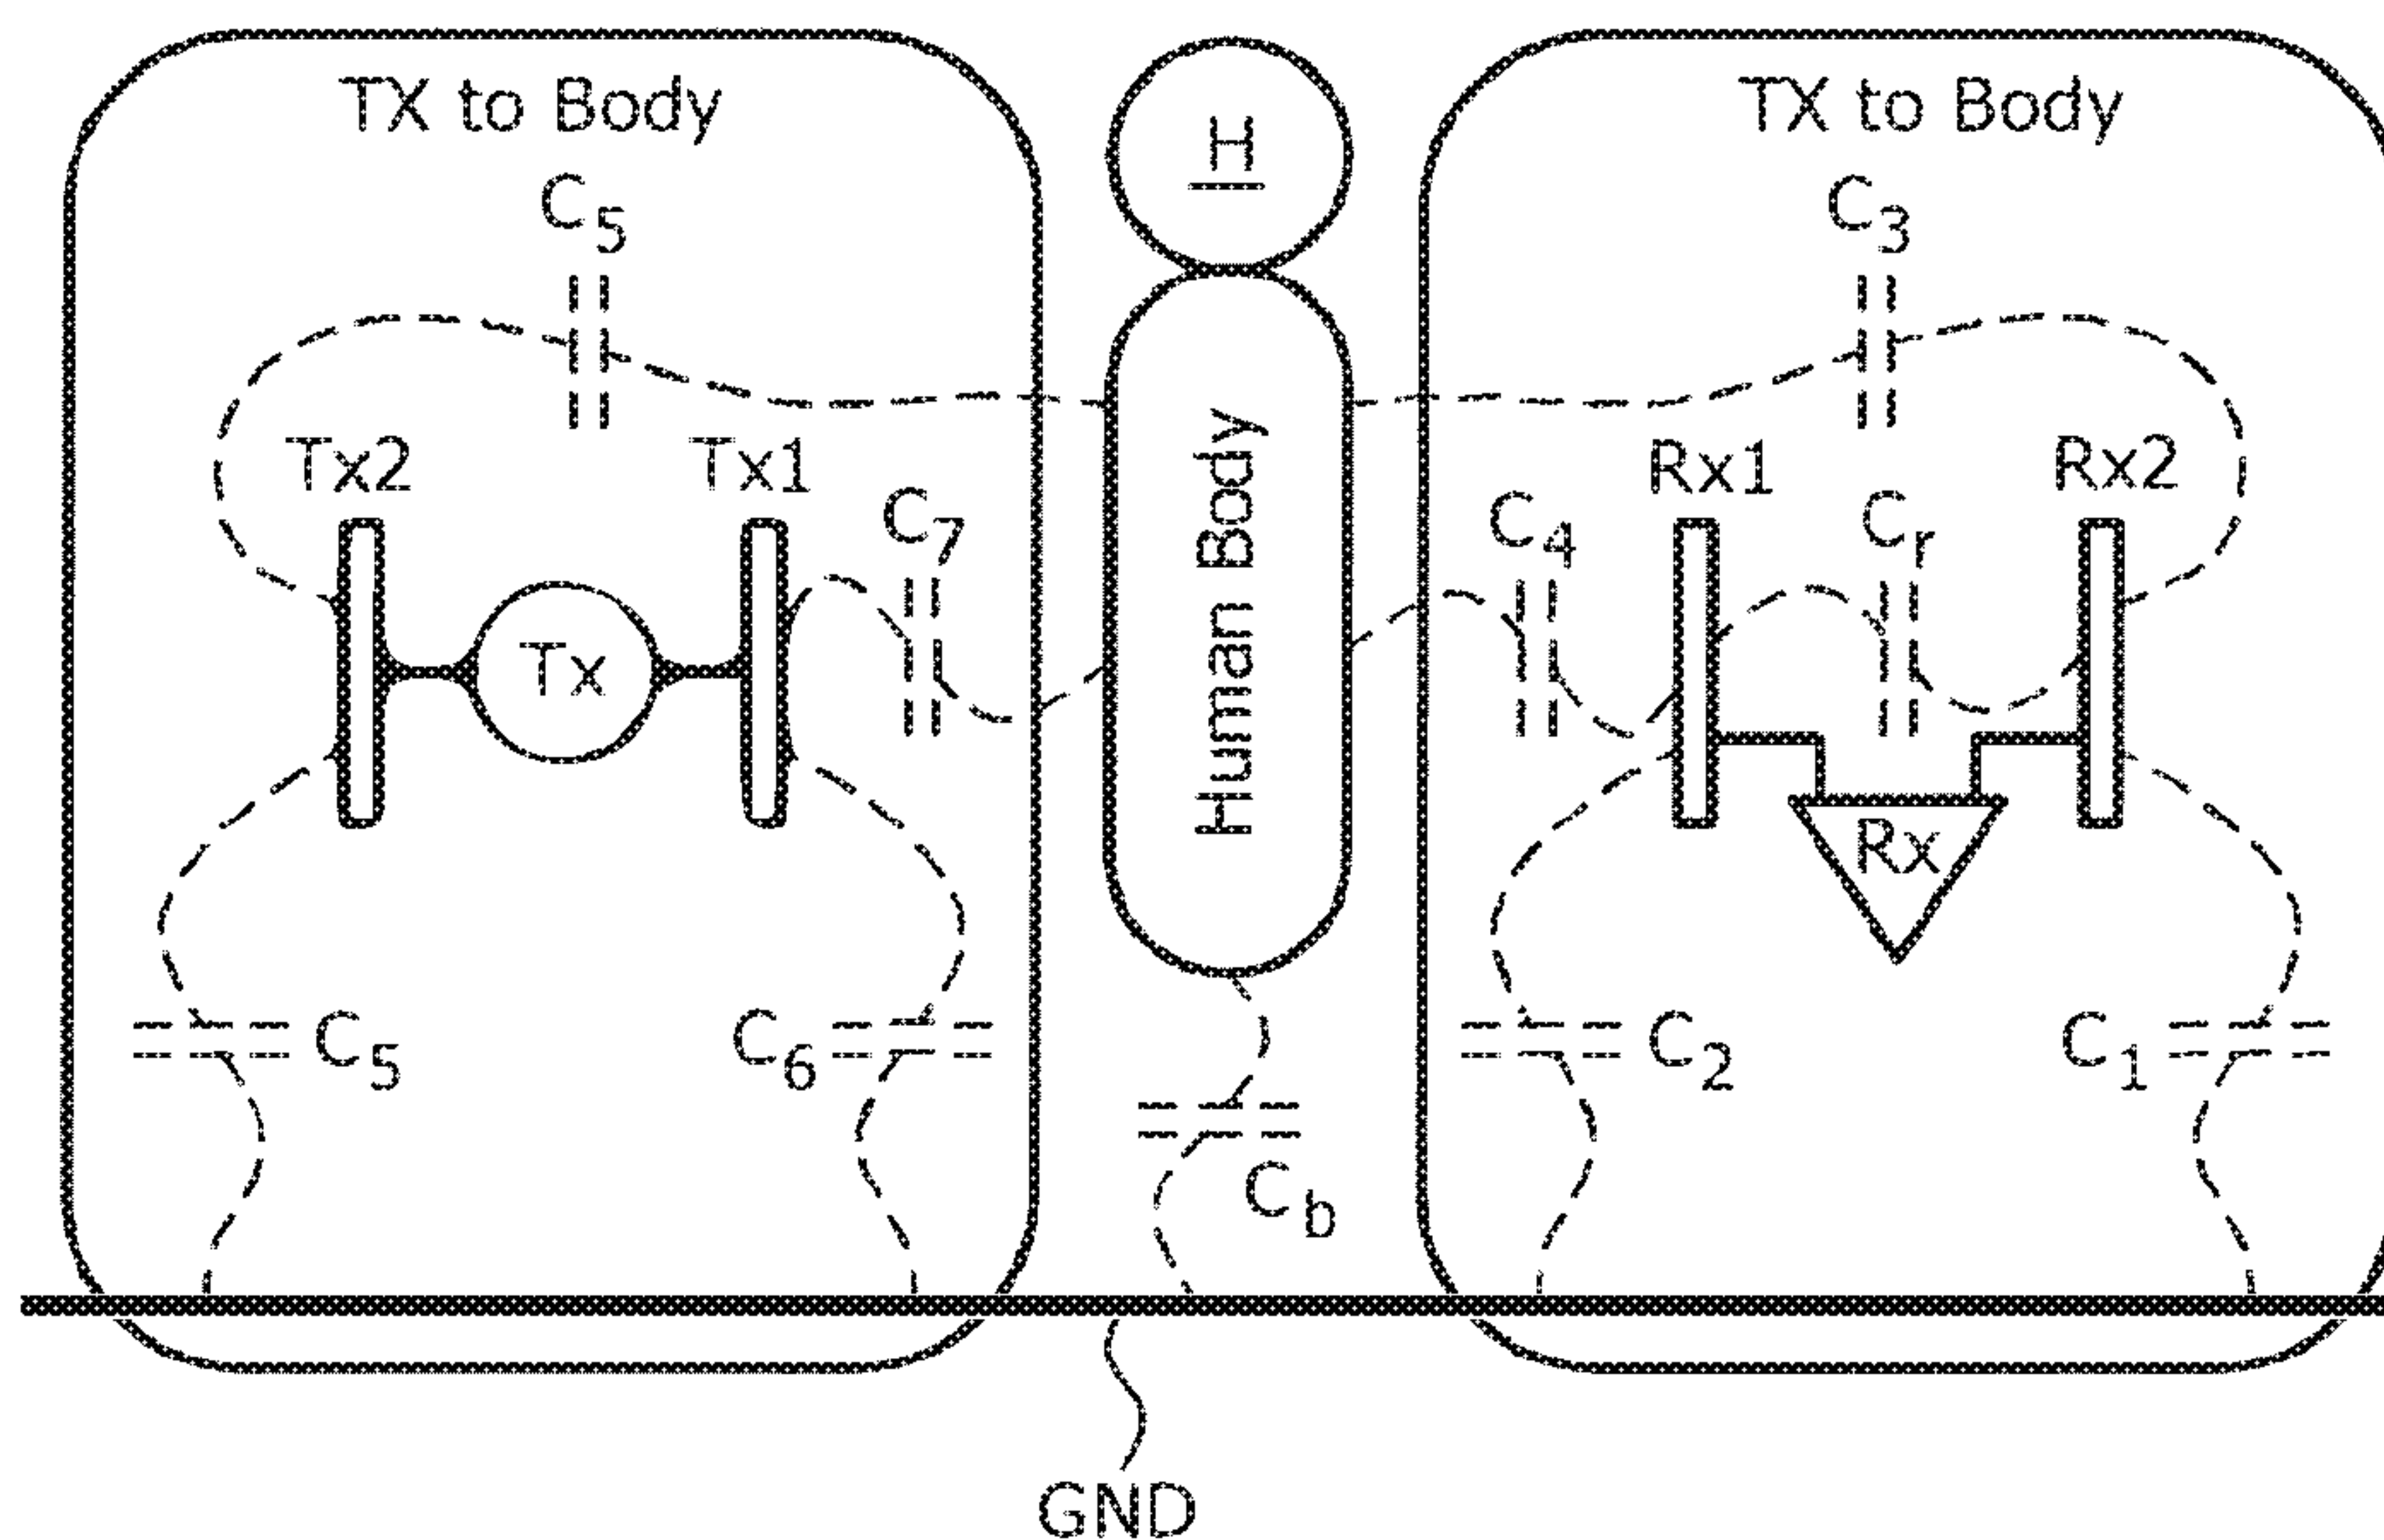 TX to Body
C5
Tx2
Tx1
C7
Tx
C5
C6
H
Human Body
Cb
TX to Body
C3
C4
Rx1
Cr
Rx2
Rx
C2
C1
GND